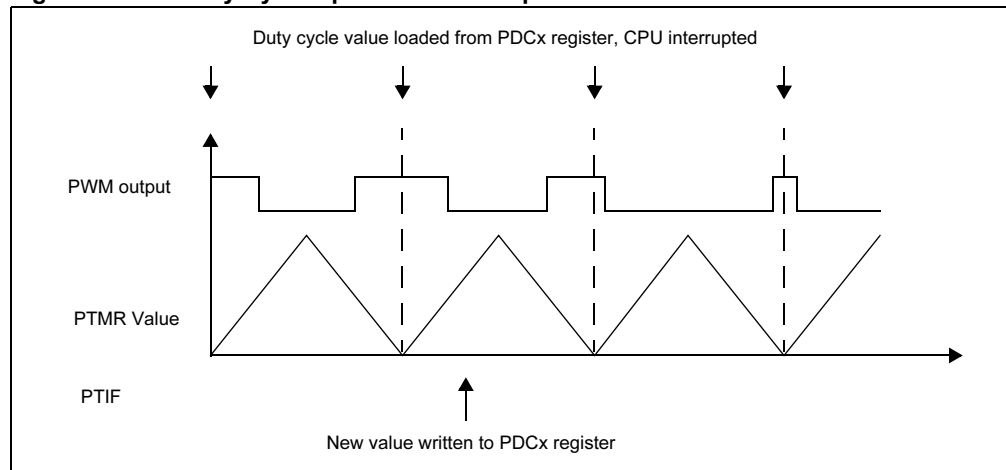 Duty cycle value loaded from PDCx register, CPU interrupted
PWM output
PTMR Value
PTIF
New value written to PDCx register